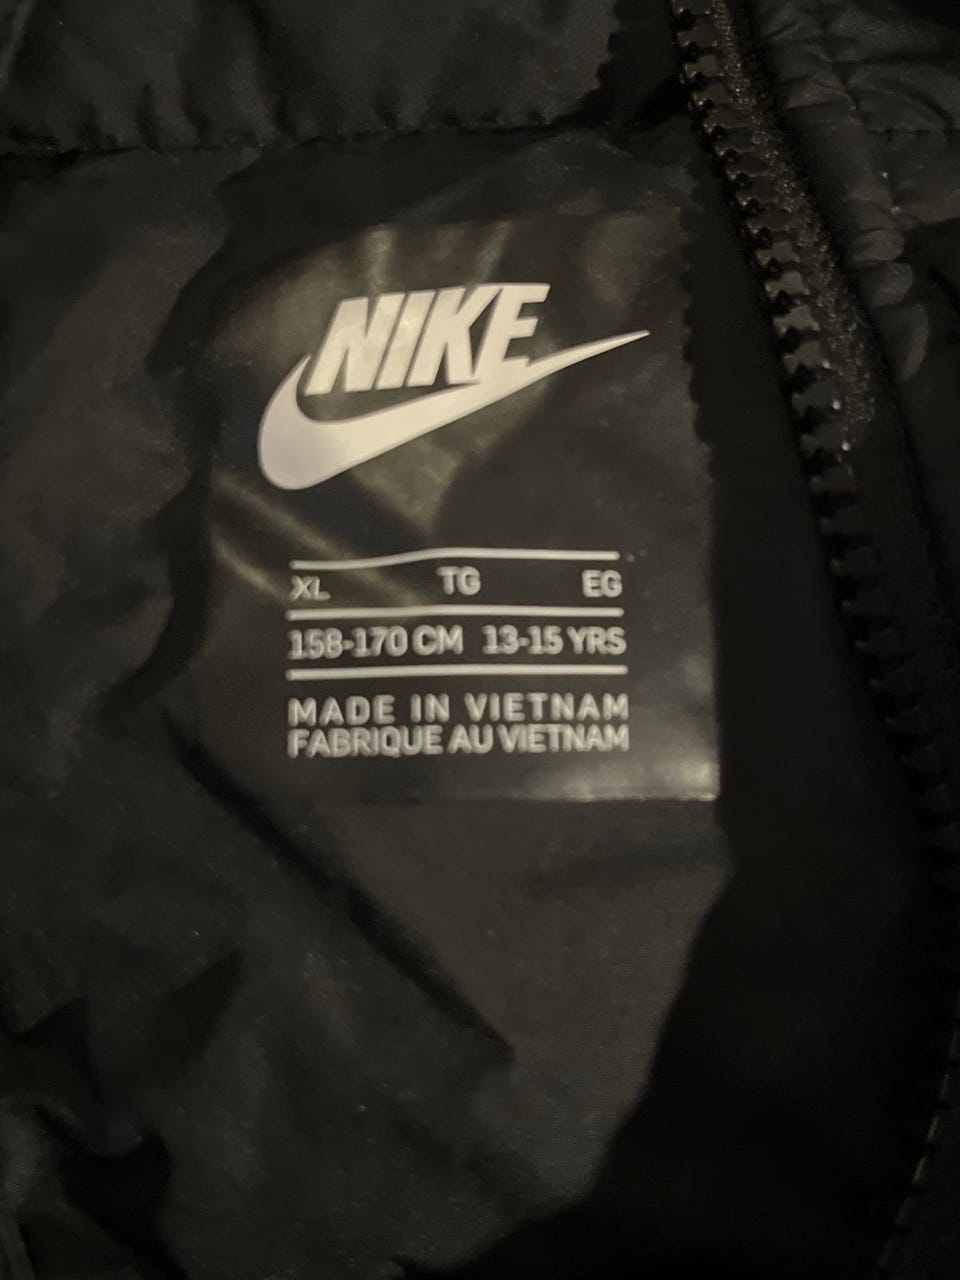 NIKE
XL TG EG
158-170 CM 13-15 YRS
MADE IN VIETNAM
FABRIQUE AU VIETNAM